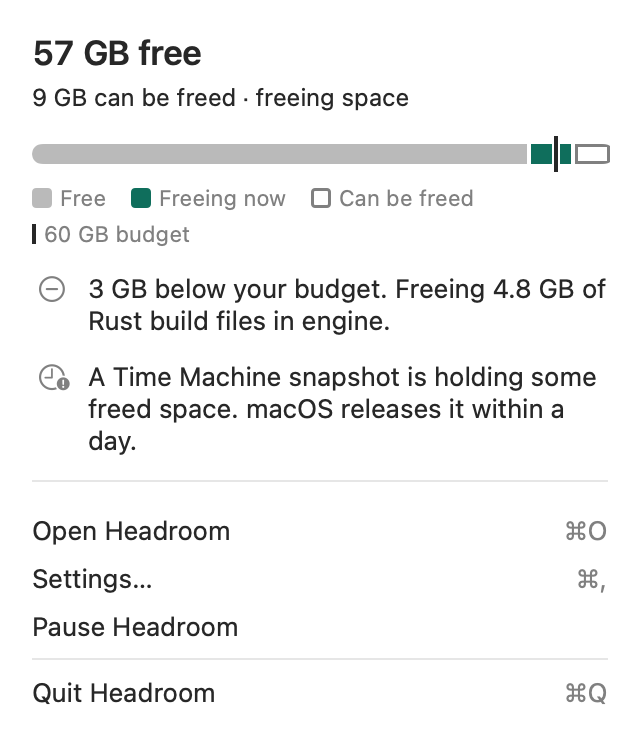 57 GB free
9 GB can be freed · freeing space
Free Freeing now Can be freed
60 GB budget
3 GB below your budget. Freeing 4.8 GB of
Rust build files in engine.
A Time Machine snapshot is holding some
freed space. macOS releases it within a
day.
Open Headroom ⌘O
Settings... ⌘,
Pause Headroom
Quit Headroom ⌘Q